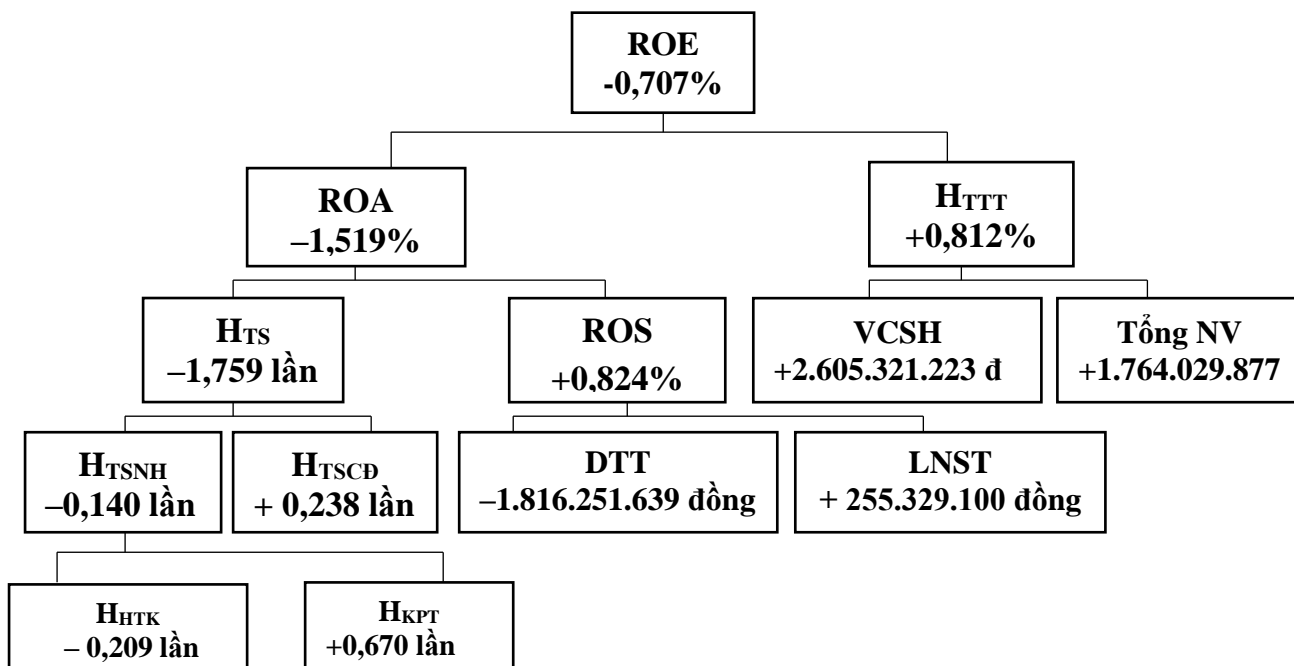 ROE
-0,707%
ROA
–1,519%
HTTT
+0,812%
HTS
–1,759 lần
ROS
+0,824%
VCSH
+2.605.321.223 đ
Tổng NV
+1.764.029.877
HTSNH
–0,140 lần
HTSCĐ
+ 0,238 lần
DTT
–1.816.251.639 đồng
LNST
+ 255.329.100 đồng
HHTK
– 0,209 lần
HKPT
+0,670 lần